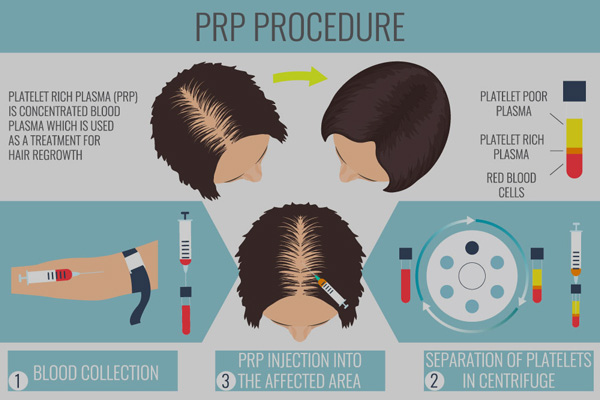 PRP PROCEDURE
PLATELET RICH PLASMA (PRP)
IS CONCENTRATED BLOOD
PLASMA WHICH IS USED
AS A TREATMENT FOR
HAIR REGROWTH
PLATELET POOR
PLASMA
PLATELET RICH
PLASMA
RED BLOOD
CELLS
1 BLOOD COLLECTION
3 PRP INJECTION INTO
THE AFFECTED AREA
2 SEPARATION OF PLATELETS
IN CENTRIFUGE